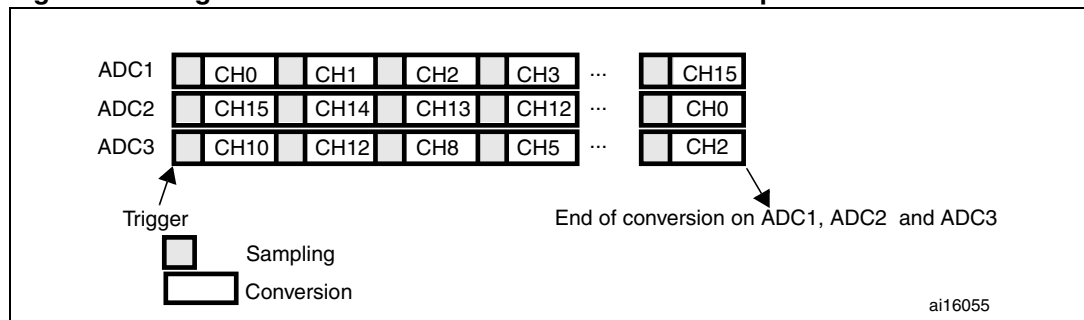 ADC1 CH0 CH1 CH2 CH3 ... CH15
ADC2 CH15 CH14 CH13 CH12 ... CH0
ADC3 CH10 CH12 CH8 CH5 ... CH2
Trigger
End of conversion on ADC1, ADC2 and ADC3
Sampling
Conversion
ai16055